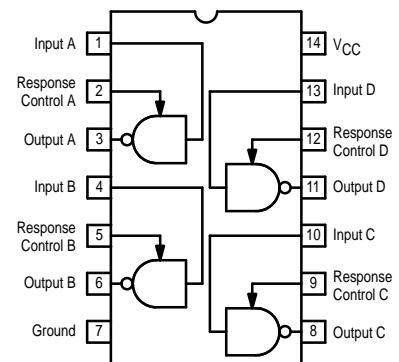 Input A
1
Response
Control A
2
Output A
3
Input B
4
Response
Control B
5
Output B
6
Ground
7
14
VCC
13
Input D
12
Response
Control D
11
Output D
10
Input C
9
Response
Control C
8
Output C